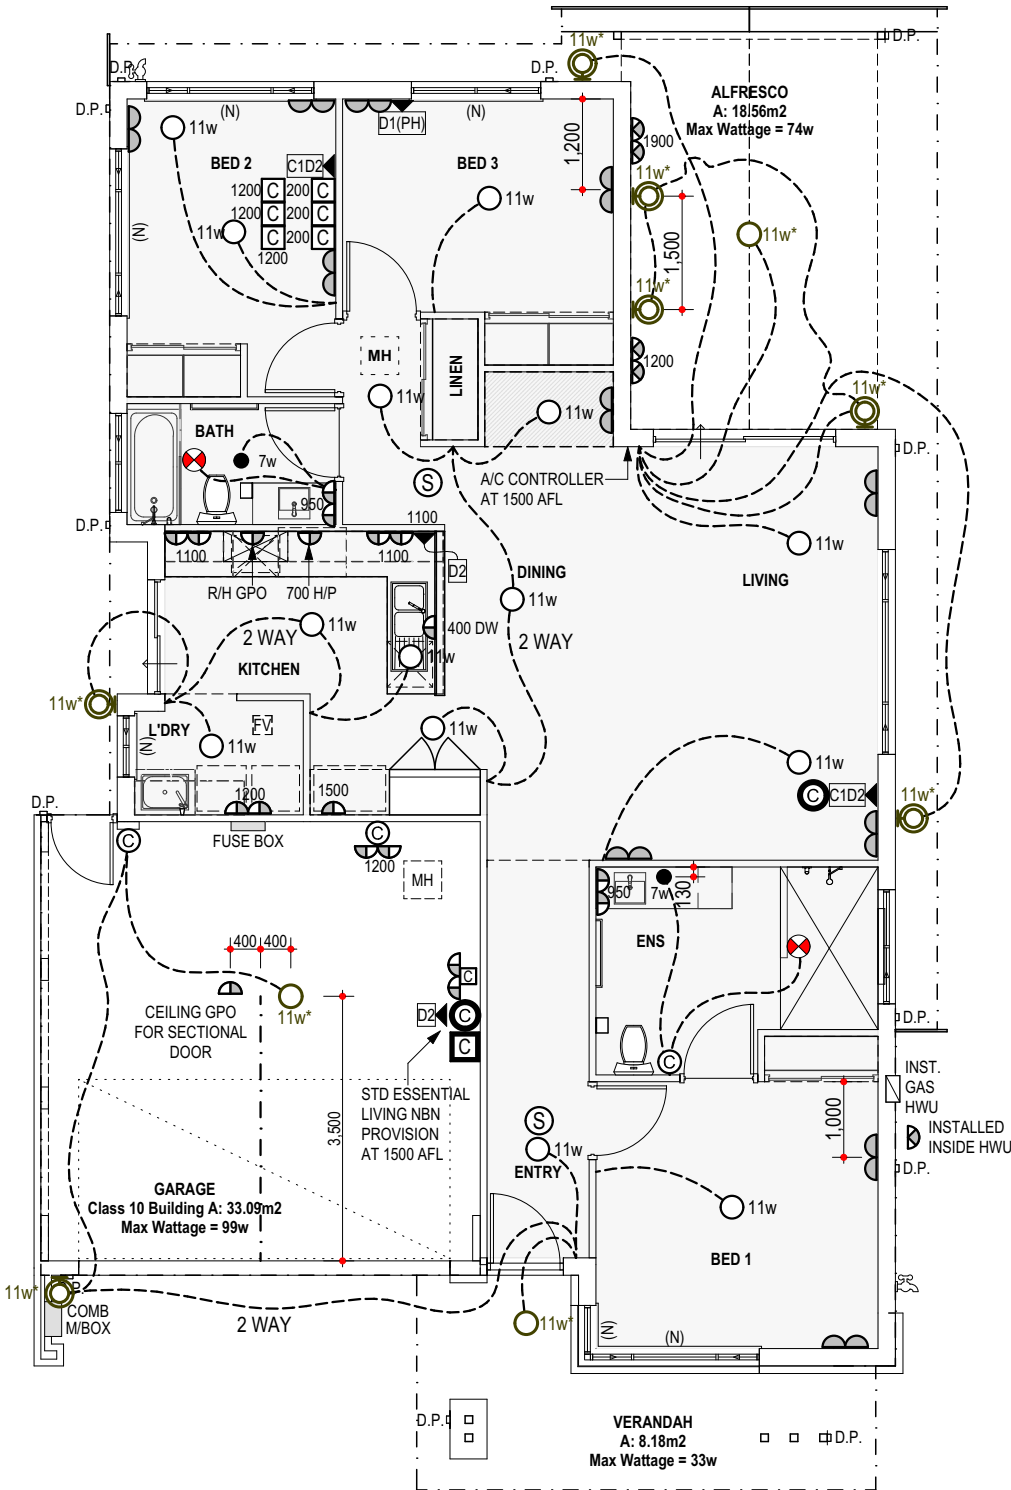 11w*
D.P.
D.P.
D.P.
D.P.
ALFRESCO
A: 18.56m2
Max Wattage = 74w
(N)
D1(PH)
(N)
11w
BED 2
C1D2
BED 3
1,200
1900
11w*
1200 C 200 C
1200 C 200 C
C 200 C
1200
11w
11w
(N)
1,500
11w*
11w*
MH
LINEN
1200
11w*
11w
11w
BATH
7w
S
A/C CONTROLLER
AT 1500 AFL
D.P.
950
D.P.
1100
1100
1100
D2
R/H GPO
700 H/P
DINING
LIVING
11w
11w
2 WAY
11w
400 DW
2 WAY
KITCHEN
11w
11w*
L'DRY
FV
(N)
11w
11w
11w
1200
1500
C
C1D2
11w*
D.P.
C
FUSE BOX
C
1200
MH
950
7w
130
ENS
400
400
C
CEILING GPO
FOR SECTIONAL
DOOR
11w*
D2
C
C
D.P.
C
STD ESSENTIAL
LIVING NBN
PROVISION
AT 1500 AFL
INST.
GAS
HWU
3,500
1,000
INSTALLED
INSIDE HWU
S
11w
ENTRY
D.P.
GARAGE
Class 10 Building A: 33.09m2
Max Wattage = 99w
11w
BED 1
11w*
COMB
M/BOX
2 WAY
11w*
(N)
(N)
D.P.
VERANDAH
A: 8.18m2
Max Wattage = 33w
D.P.